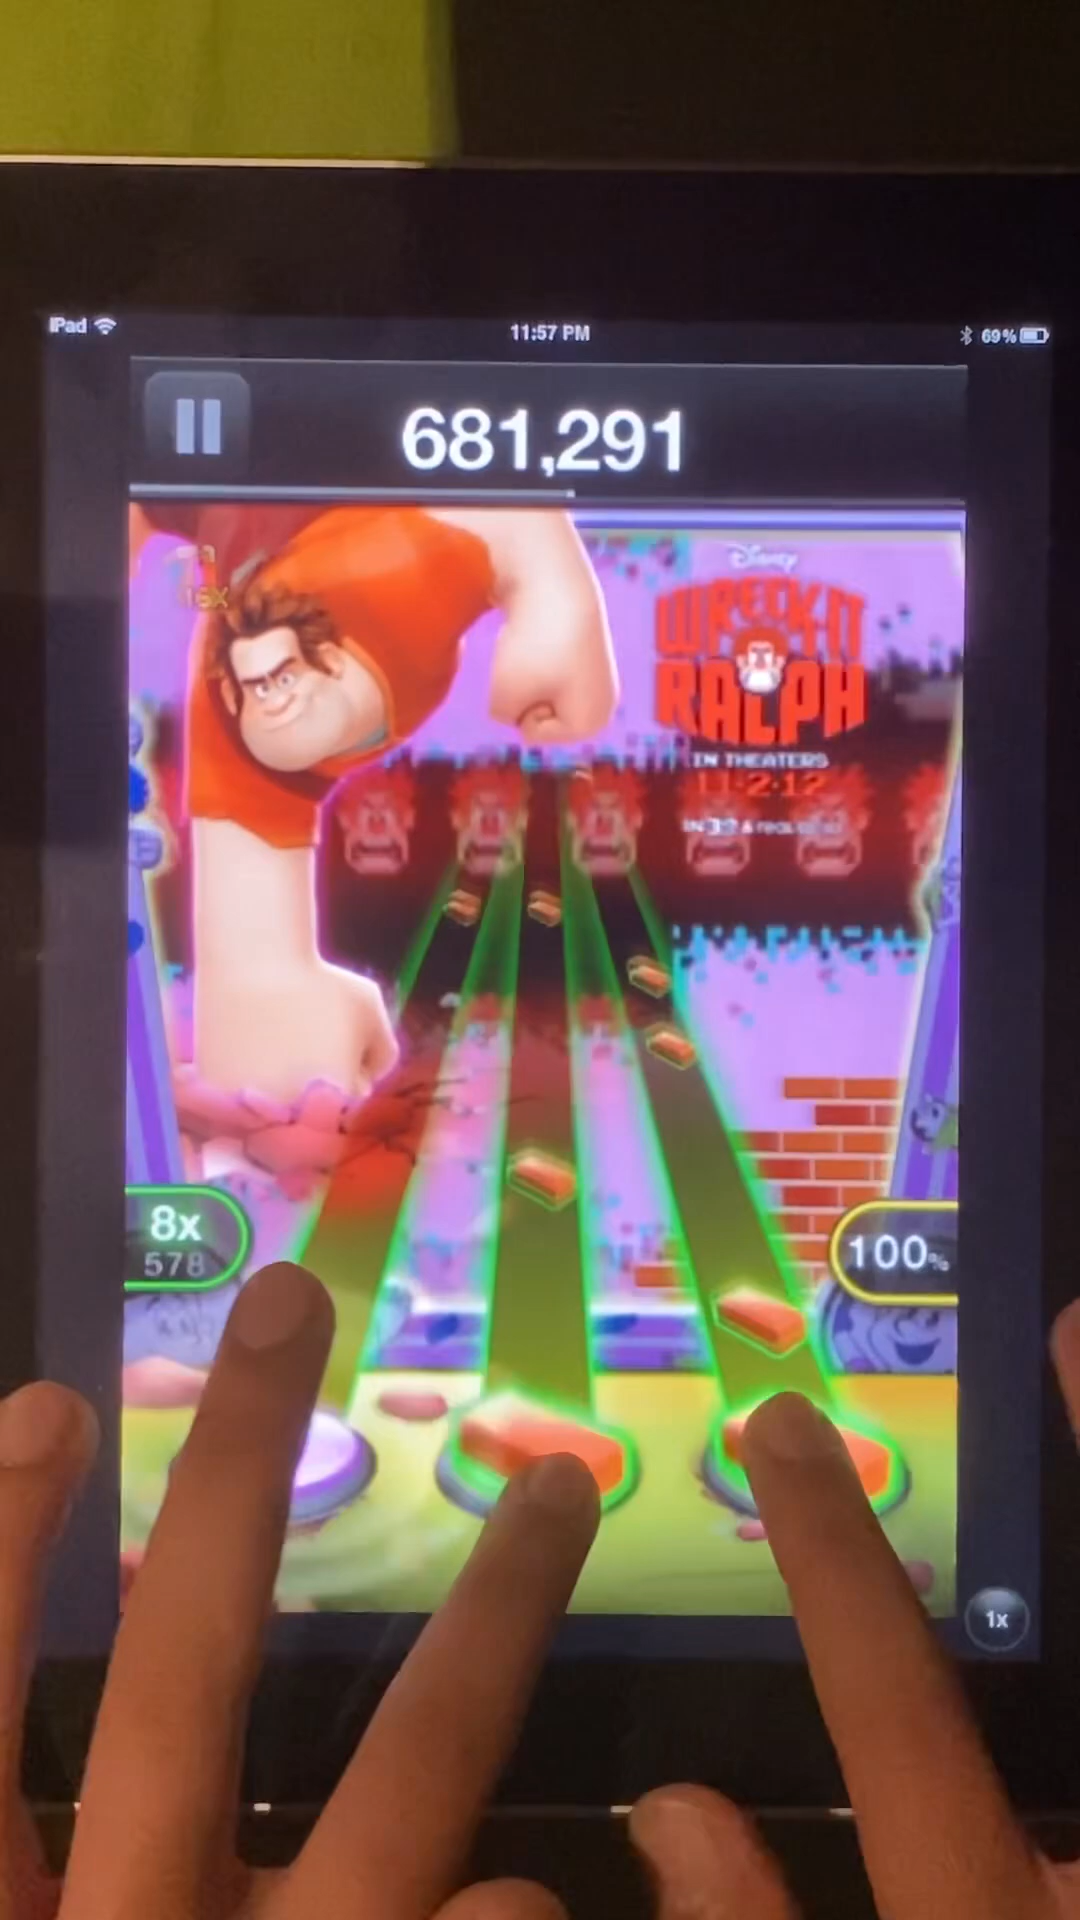 iPad
11:57 PM
69%
681,291
Disney
WRECK-IT
RALPH
IN THEATERS
11·2·12
8x
578
100%
1x